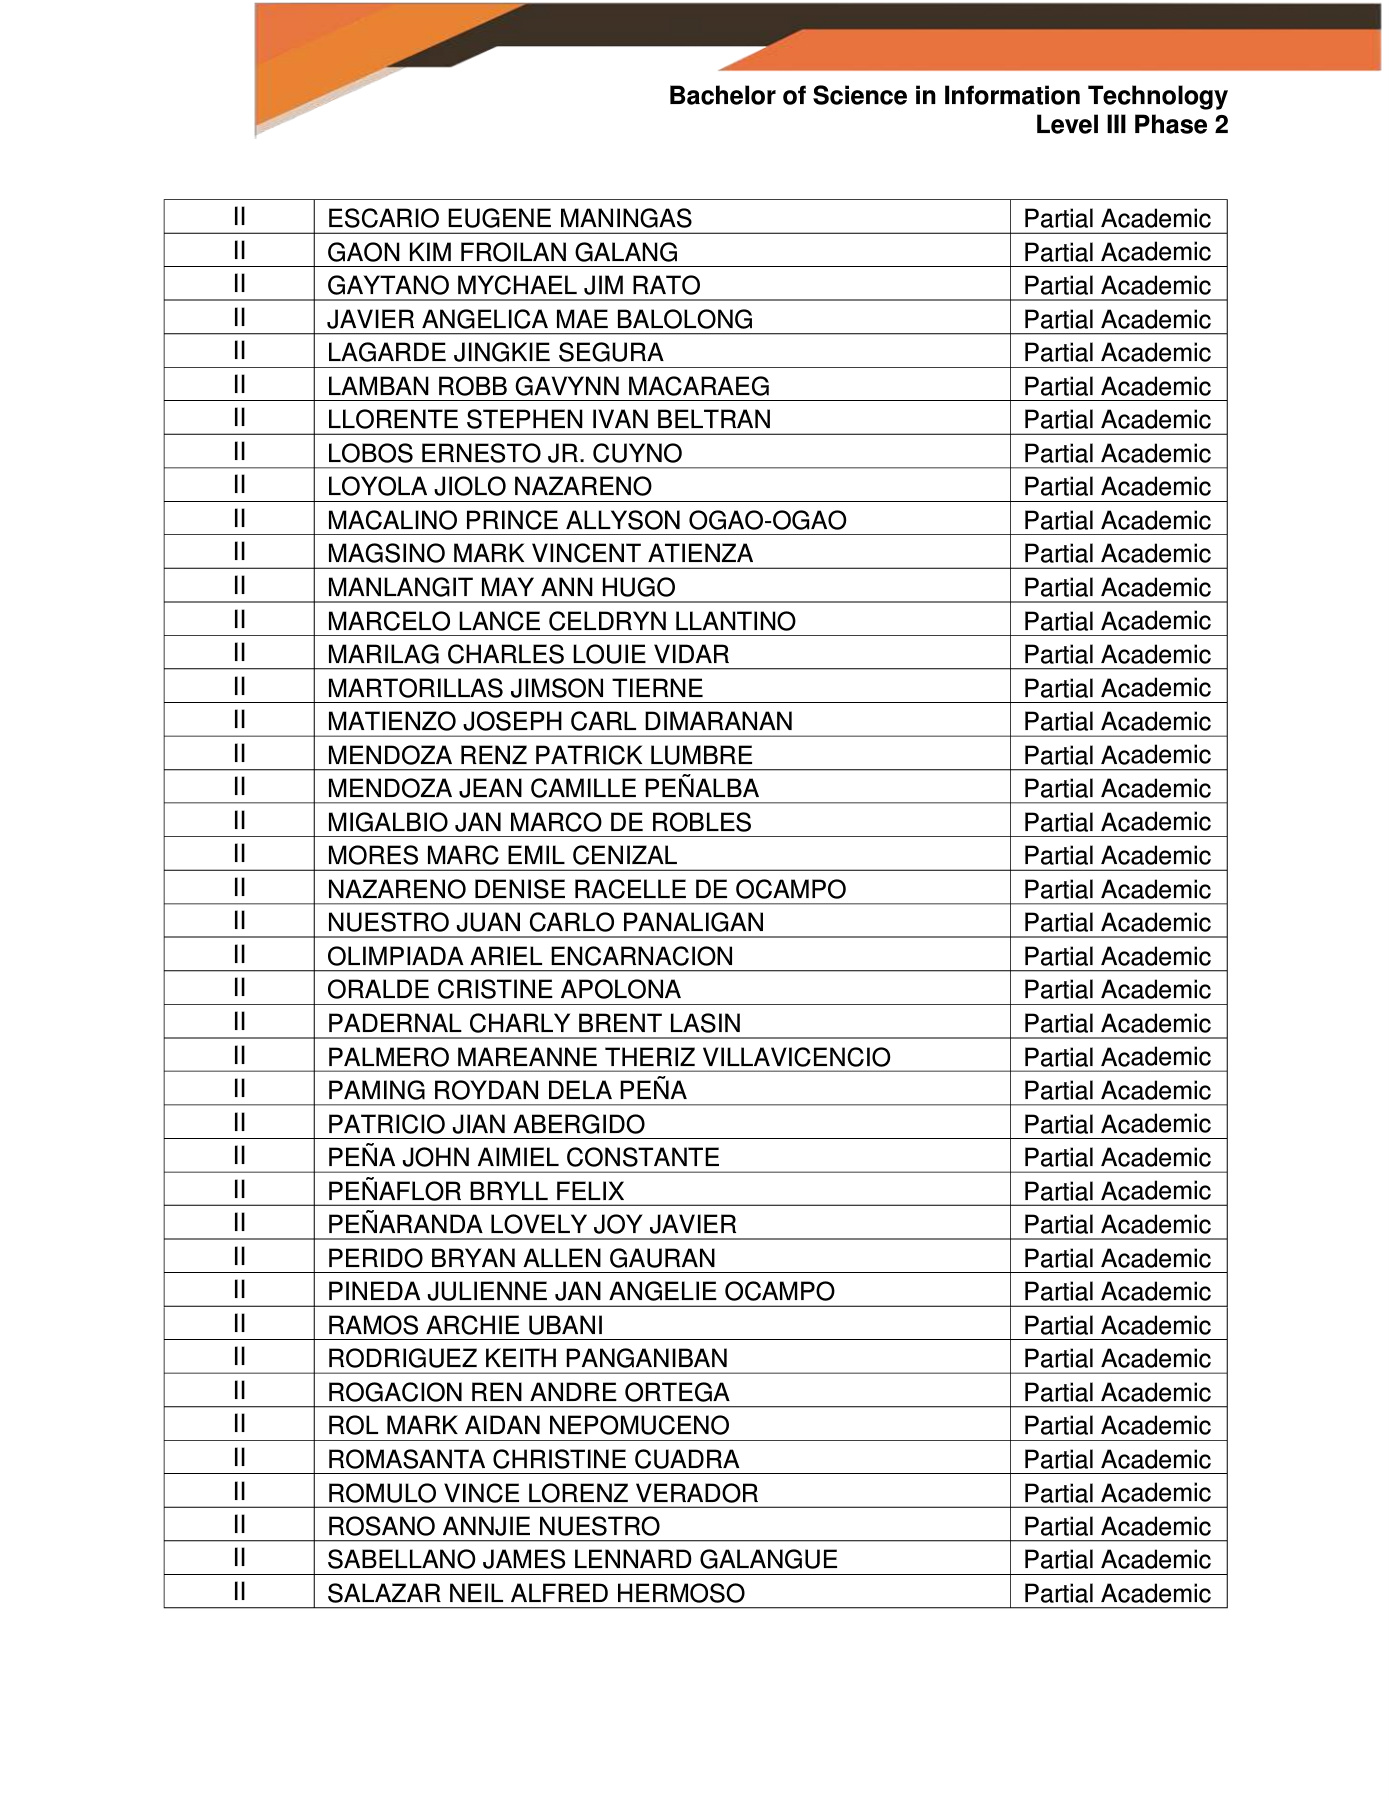 Bachelor of Science in Information Technology
Level III Phase 2
II ESCARIO EUGENE MANINGAS Partial Academic
II GAON KIM FROILAN GALANG Partial Academic
II GAYTANO MYCHAEL JIM RATO Partial Academic
II JAVIER ANGELICA MAE BALOLONG Partial Academic
II LAGARDE JINGKIE SEGURA Partial Academic
II LAMBAN ROBB GAVYNN MACARAEG Partial Academic
II LLORENTE STEPHEN IVAN BELTRAN Partial Academic
II LOBOS ERNESTO JR. CUYNO Partial Academic
II LOYOLA JIOLO NAZARENO Partial Academic
II MACALINO PRINCE ALLYSON OGAO-OGAO Partial Academic
II MAGSINO MARK VINCENT ATIENZA Partial Academic
II MANLANGIT MAY ANN HUGO Partial Academic
II MARCELO LANCE CELDRYN LLANTINO Partial Academic
II MARILAG CHARLES LOUIE VIDAR Partial Academic
II MARTORILLAS JIMSON TIERNE Partial Academic
II MATIENZO JOSEPH CARL DIMARANAN Partial Academic
II MENDOZA RENZ PATRICK LUMBRE Partial Academic
II MENDOZA JEAN CAMILLE PEÑALBA Partial Academic
II MIGALBIO JAN MARCO DE ROBLES Partial Academic
II MORES MARC EMIL CENIZAL Partial Academic
II NAZARENO DENISE RACELLE DE OCAMPO Partial Academic
II NUESTRO JUAN CARLO PANALIGAN Partial Academic
II OLIMPIADA ARIEL ENCARNACION Partial Academic
II ORALDE CRISTINE APOLONA Partial Academic
II PADERNAL CHARLY BRENT LASIN Partial Academic
II PALMERO MAREANNE THERIZ VILLAVICENCIO Partial Academic
II PAMING ROYDAN DELA PEÑA Partial Academic
II PATRICIO JIAN ABERGIDO Partial Academic
II PEÑA JOHN AIMIEL CONSTANTE Partial Academic
II PEÑAFLOR BRYLL FELIX Partial Academic
II PEÑARANDA LOVELY JOY JAVIER Partial Academic
II PERIDO BRYAN ALLEN GAURAN Partial Academic
II PINEDA JULIENNE JAN ANGELIE OCAMPO Partial Academic
II RAMOS ARCHIE UBANI Partial Academic
II RODRIGUEZ KEITH PANGANIBAN Partial Academic
II ROGACION REN ANDRE ORTEGA Partial Academic
II ROL MARK AIDAN NEPOMUCENO Partial Academic
II ROMASANTA CHRISTINE CUADRA Partial Academic
II ROMULO VINCE LORENZ VERADOR Partial Academic
II ROSANO ANNJIE NUESTRO Partial Academic
II SABELLANO JAMES LENNARD GALANGUE Partial Academic
II SALAZAR NEIL ALFRED HERMOSO Partial Academic